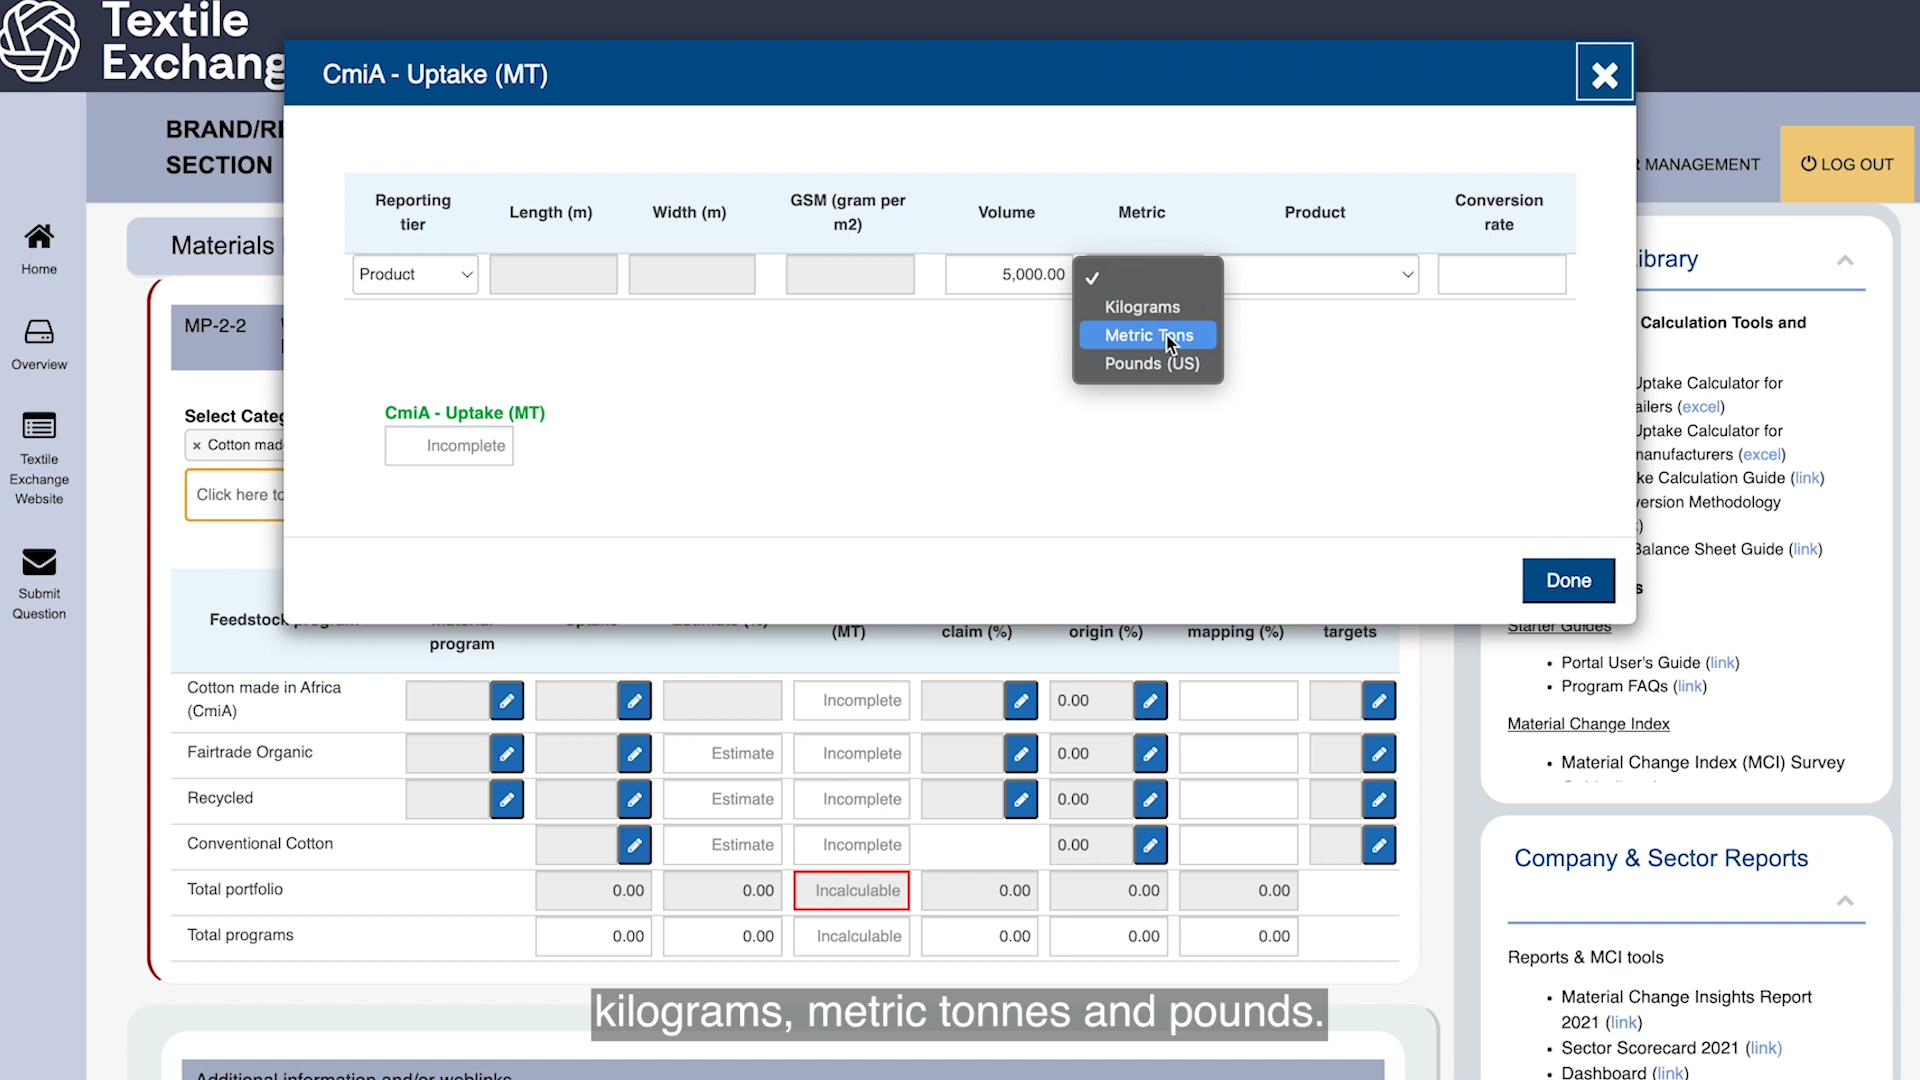 Textile
Exchang
CmiA - Uptake (MT)
BRAND/RE
SECTION
MANAGEMENT
LOG OUT
Home
Overview
Textile
Exchange
Website
Submit
Question
Materials
MP-2-2
Select Categ
× Cotton mad
Click here to
Reporting
tier
Length (m)
Width (m)
GSM (gram per
m2)
Volume
Metric
Product
Conversion
rate
Product
5,000.00
Kilograms
Metric Tons
Pounds (US)
CmiA - Uptake (MT)
Incomplete
Done
Feedstock program
program
(MT)
claim (%)
origin (%)
mapping (%)
targets
Cotton made in Africa
(CmiA)
Incomplete
0.00
Fairtrade Organic
Estimate
Incomplete
0.00
Recycled
Estimate
Incomplete
0.00
Conventional Cotton
Estimate
Incomplete
0.00
Total portfolio
0.00
0.00
Incalculable
0.00
0.00
0.00
Total programs
0.00
0.00
Incalculable
0.00
0.00
0.00
Additional information and/or weblinks
kilograms, metric tonnes and pounds.
ibrary
Calculation Tools and
Uptake Calculator for
ailers (excel)
Uptake Calculator for
manufacturers (excel)
ke Calculation Guide (link)
version Methodology
Balance Sheet Guide (link)
Starter Guides
• Portal User's Guide (link)
• Program FAQs (link)
Material Change Index
• Material Change Index (MCI) Survey
Company & Sector Reports
Reports & MCI tools
• Material Change Insights Report
2021 (link)
• Sector Scorecard 2021 (link)
• Dashboard (link)